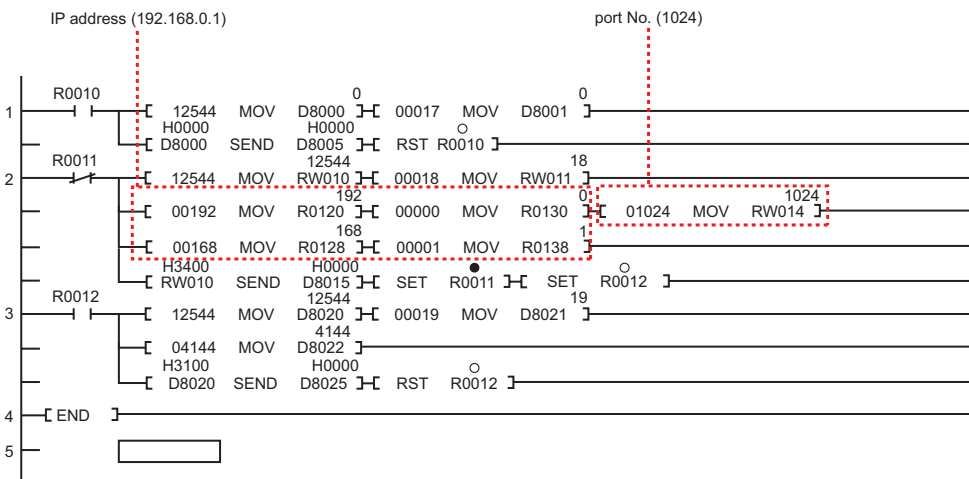 IP address (192.168.0.1) port No. (1024)
R0010 0 0
1 12544 MOV D8000 00017 MOV D8001
H0000 H0000
D8000 SEND D8005 RST R0010
R0011 12544 18
2 12544 MOV RW010 00018 MOV RW011
192 0 1024
00192 MOV R0120 00000 MOV R0130 01024 MOV RW014
168 1
00168 MOV R0128 00001 MOV R0138
H3400 H0000
RW010 SEND D8015 SET R0011 SET R0012
R0012 12544 19
3 12544 MOV D8020 00019 MOV D8021
4144
04144 MOV D8022
H3100 H0000
D8020 SEND D8025 RST R0012
4 END
5